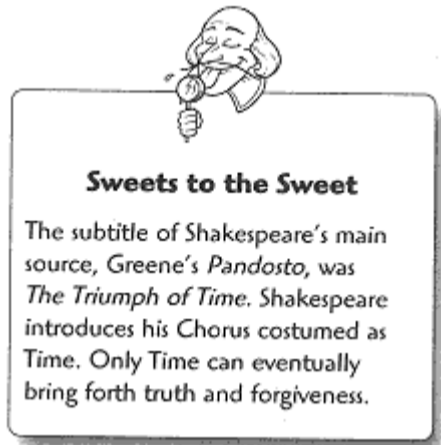 Sweets to the Sweet
The subtitle of Shakespeare's main
source, Greene's Pandosto, was
The Triumph of Time. Shakespeare
introduces his Chorus costumed as
Time. Only Time can eventually
bring forth truth and forgiveness.